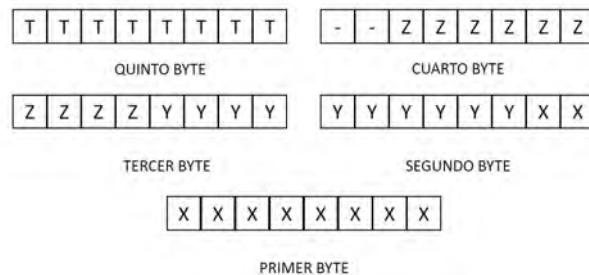 T T T T T T T T
- - Z Z Z Z Z Z
QUINTO BYTE
CUARTO BYTE
Z Z Z Z Y Y Y Y
Y Y Y Y Y Y X X
TERCER BYTE
SEGUNDO BYTE
X X X X X X X X
PRIMER BYTE